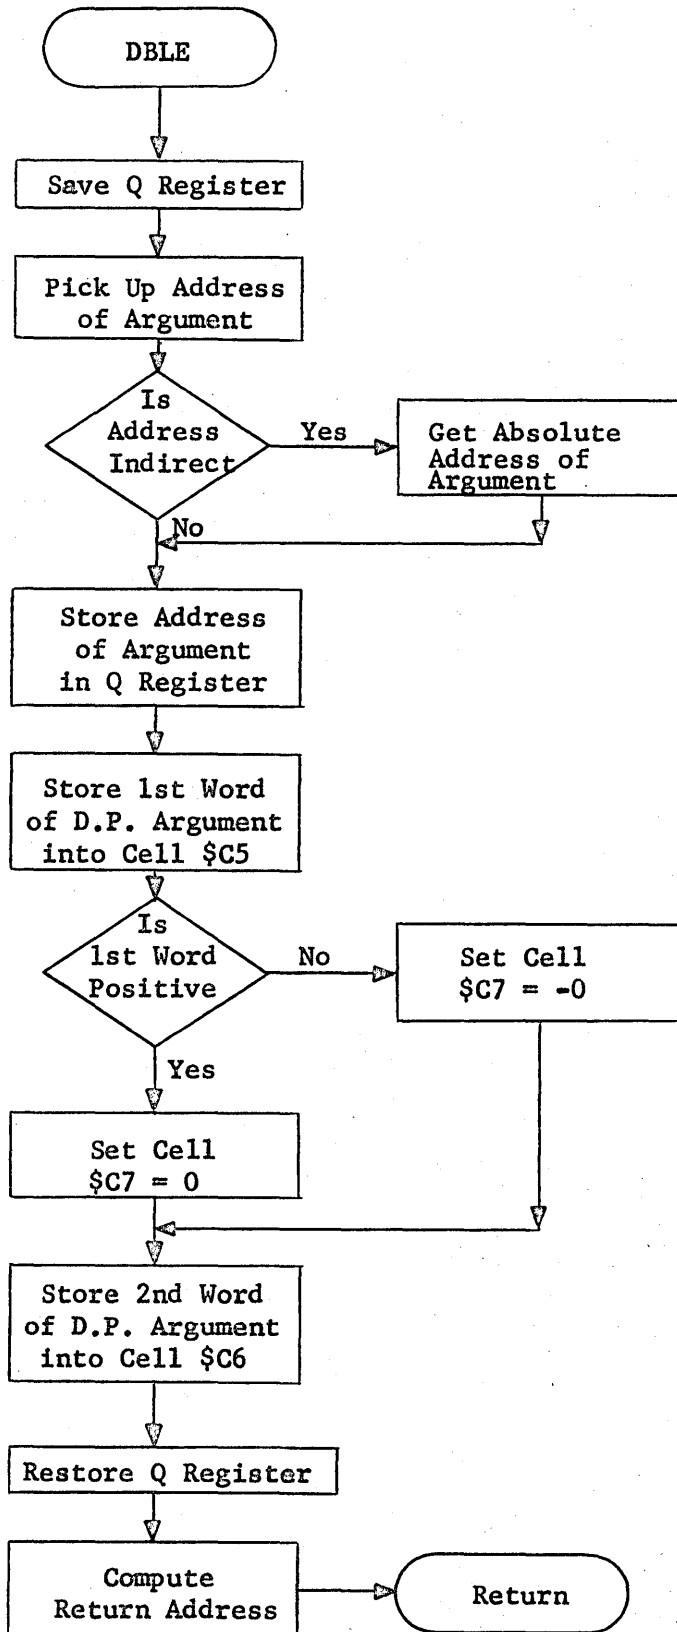 DBLE
Save Q Register
Pick Up Address
of Argument
Is
Address
Indirect
Yes
Get Absolute
Address of
Argument
No
Store Address
of Argument
in Q Register
Store 1st Word
of D.P. Argument
into Cell $C5
Is
1st Word
Positive
No
Set Cell
$C7 = -0
Yes
Set Cell
$C7 = 0
Store 2nd Word
of D.P. Argument
into Cell $C6
Restore Q Register
Compute
Return Address
Return